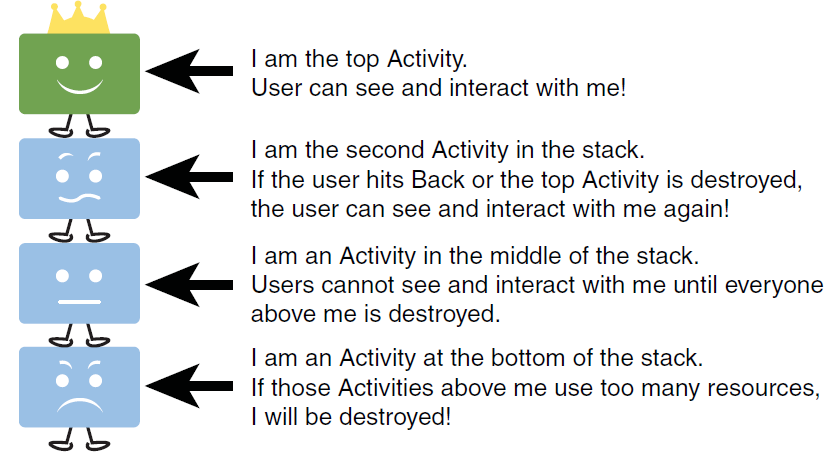 I am the top Activity.
User can see and interact with me!
I am the second Activity in the stack.
If the user hits Back or the top Activity is destroyed,
the user can see and interact with me again!
I am an Activity in the middle of the stack.
Users cannot see and interact with me until everyone
above me is destroyed.
I am an Activity at the bottom of the stack.
If those Activities above me use too many resources,
I will be destroyed!